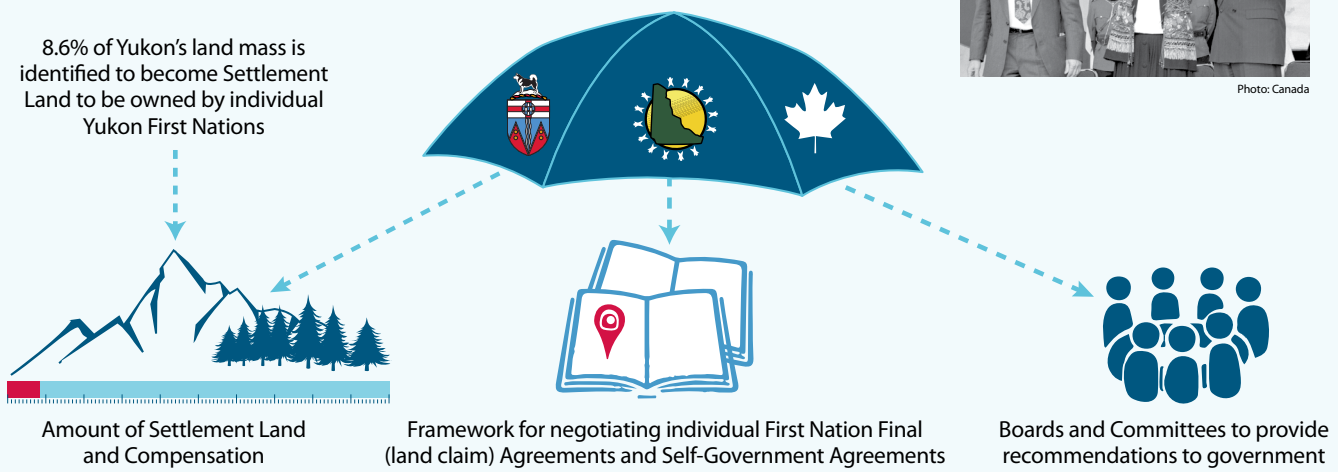 8.6% of Yukon's land mass is
identified to become Settlement
Land to be owned by individual
Yukon First Nations
Photo: Canada
Amount of Settlement Land
and Compensation
Framework for negotiating individual First Nation Final
(land claim) Agreements and Self-Government Agreements
Boards and Committees to provide
recommendations to government